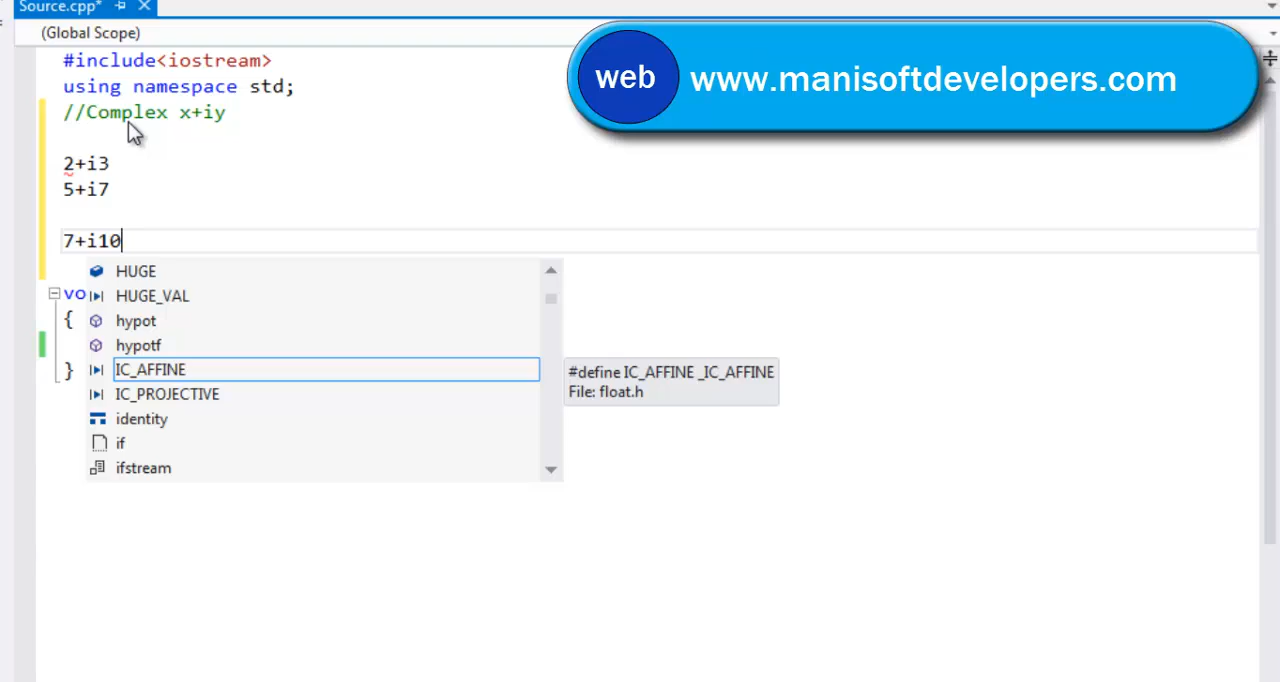 Source.cpp*
(Global Scope)
web www.manisoftdevelopers.com
#include<iostream>
using namespace std;
//Complex x+iy
2+i3
5+i7
7+i10
HUGE
vo HUGE_VAL
{ hypot
hypotf
} IC_AFFINE
#define IC_AFFINE _IC_AFFINE
File: float.h
IC_PROJECTIVE
identity
if
ifstream